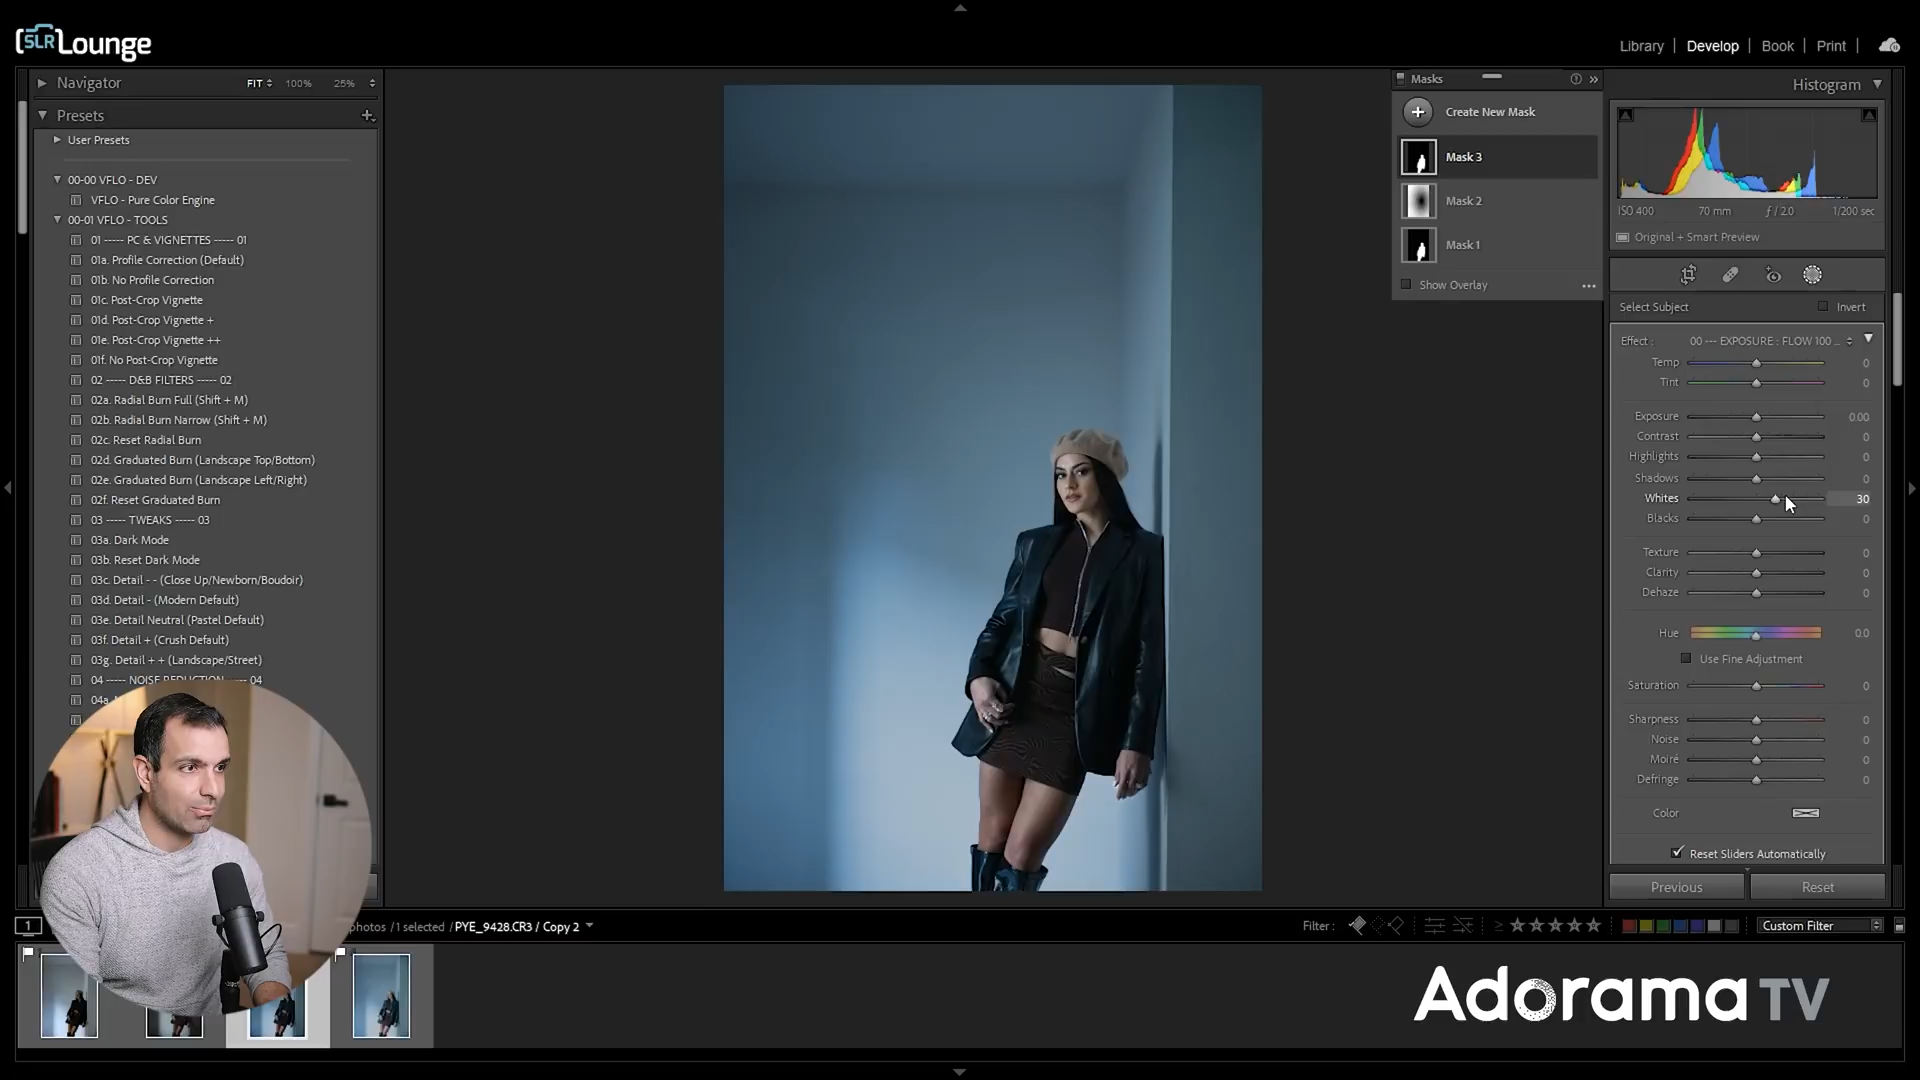 SLR Lounge
Library | Develop | Book | Print |
Navigator FIT 100% 25%
Presets
User Presets
00-00 VFLO - DEV
VFLO - Pure Color Engine
00-01 VFLO - TOOLS
01 ----- PC & VIGNETTES ----- 01
01a. Profile Correction (Default)
01b. No Profile Correction
01c. Post-Crop Vignette
01d. Post-Crop Vignette +
01e. Post-Crop Vignette ++
01f. No Post-Crop Vignette
02 ----- D&B FILTERS ----- 02
02a. Radial Burn Full (Shift + M)
02b. Radial Burn Narrow (Shift + M)
02c. Reset Radial Burn
02d. Graduated Burn (Landscape Top/Bottom)
02e. Graduated Burn (Landscape Left/Right)
02f. Reset Graduated Burn
03 ----- TWEAKS ----- 03
03a. Dark Mode
03b. Reset Dark Mode
03c. Detail - - (Close Up/Newborn/Boudoir)
03d. Detail - (Modern Default)
03e. Detail Neutral (Pastel Default)
03f. Detail + (Crush Default)
03g. Detail + + (Landscape/Street)
04 ----- NOISE REDUCTION ----- 04
04a.
Masks
Create New Mask
Mask 3
Mask 2
Mask 1
Show Overlay
Histogram
ISO 400 70 mm ƒ / 2.0 1/200 sec
Original + Smart Preview
Select Subject Invert
Effect : 00 --- EXPOSURE : FLOW 100 ...
Temp 0
Tint 0
Exposure 0.00
Contrast 0
Highlights 0
Shadows 0
Whites 30
Blacks 0
Texture 0
Clarity 0
Dehaze 0
Hue 0.0
Use Fine Adjustment
Saturation 0
Sharpness 0
Noise 0
Moiré 0
Defringe 0
Color
Reset Sliders Automatically
Previous Reset
1 photos / 1 selected / PYE_9428.CR3 / Copy 2 Filter : ≥ Custom Filter
Adorama TV